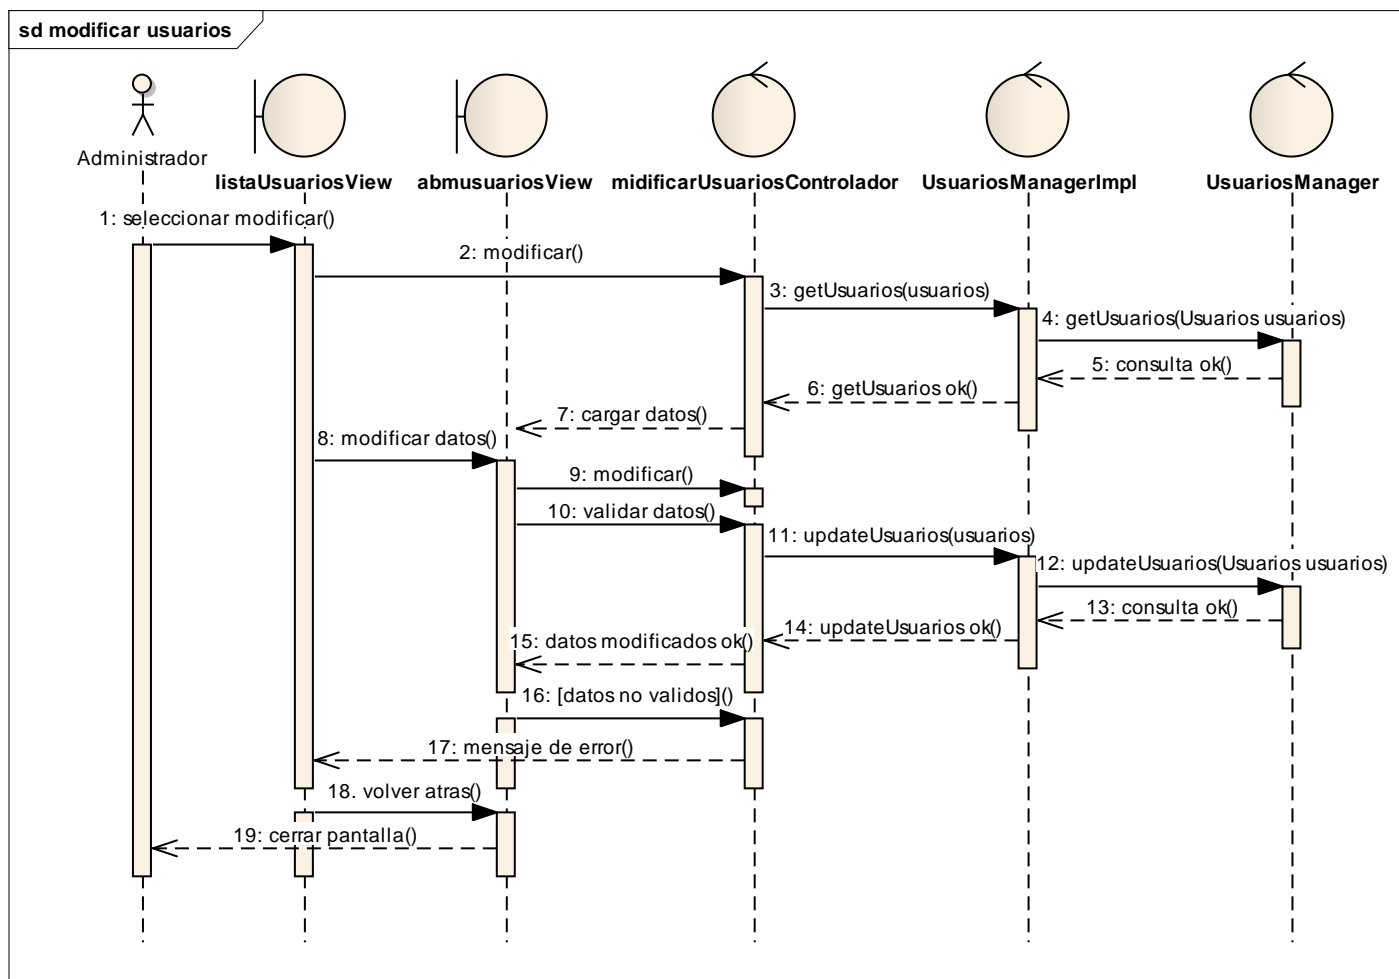 sd modificar usuarios
Administrador
listaUsuariosView
abmusuariosView
midificarUsuariosControlador
UsuariosManagerImpl
UsuariosManager
1: seleccionar modificar()
2: modificar()
3: getUsuarios(usuarios)
4: getUsuarios(Usuarios usuarios)
5: consulta ok()
6: getUsuarios ok()
7: cargar datos()
8: modificar datos()
9: modificar()
10: validar datos()
11: updateUsuarios(usuarios)
12: updateUsuarios(Usuarios usuarios)
13: consulta ok()
14: updateUsuarios ok()
15: datos modificados ok()
16: [datos no validos]()
17: mensaje de error()
18. volver atras()
19: cerrar pantalla()